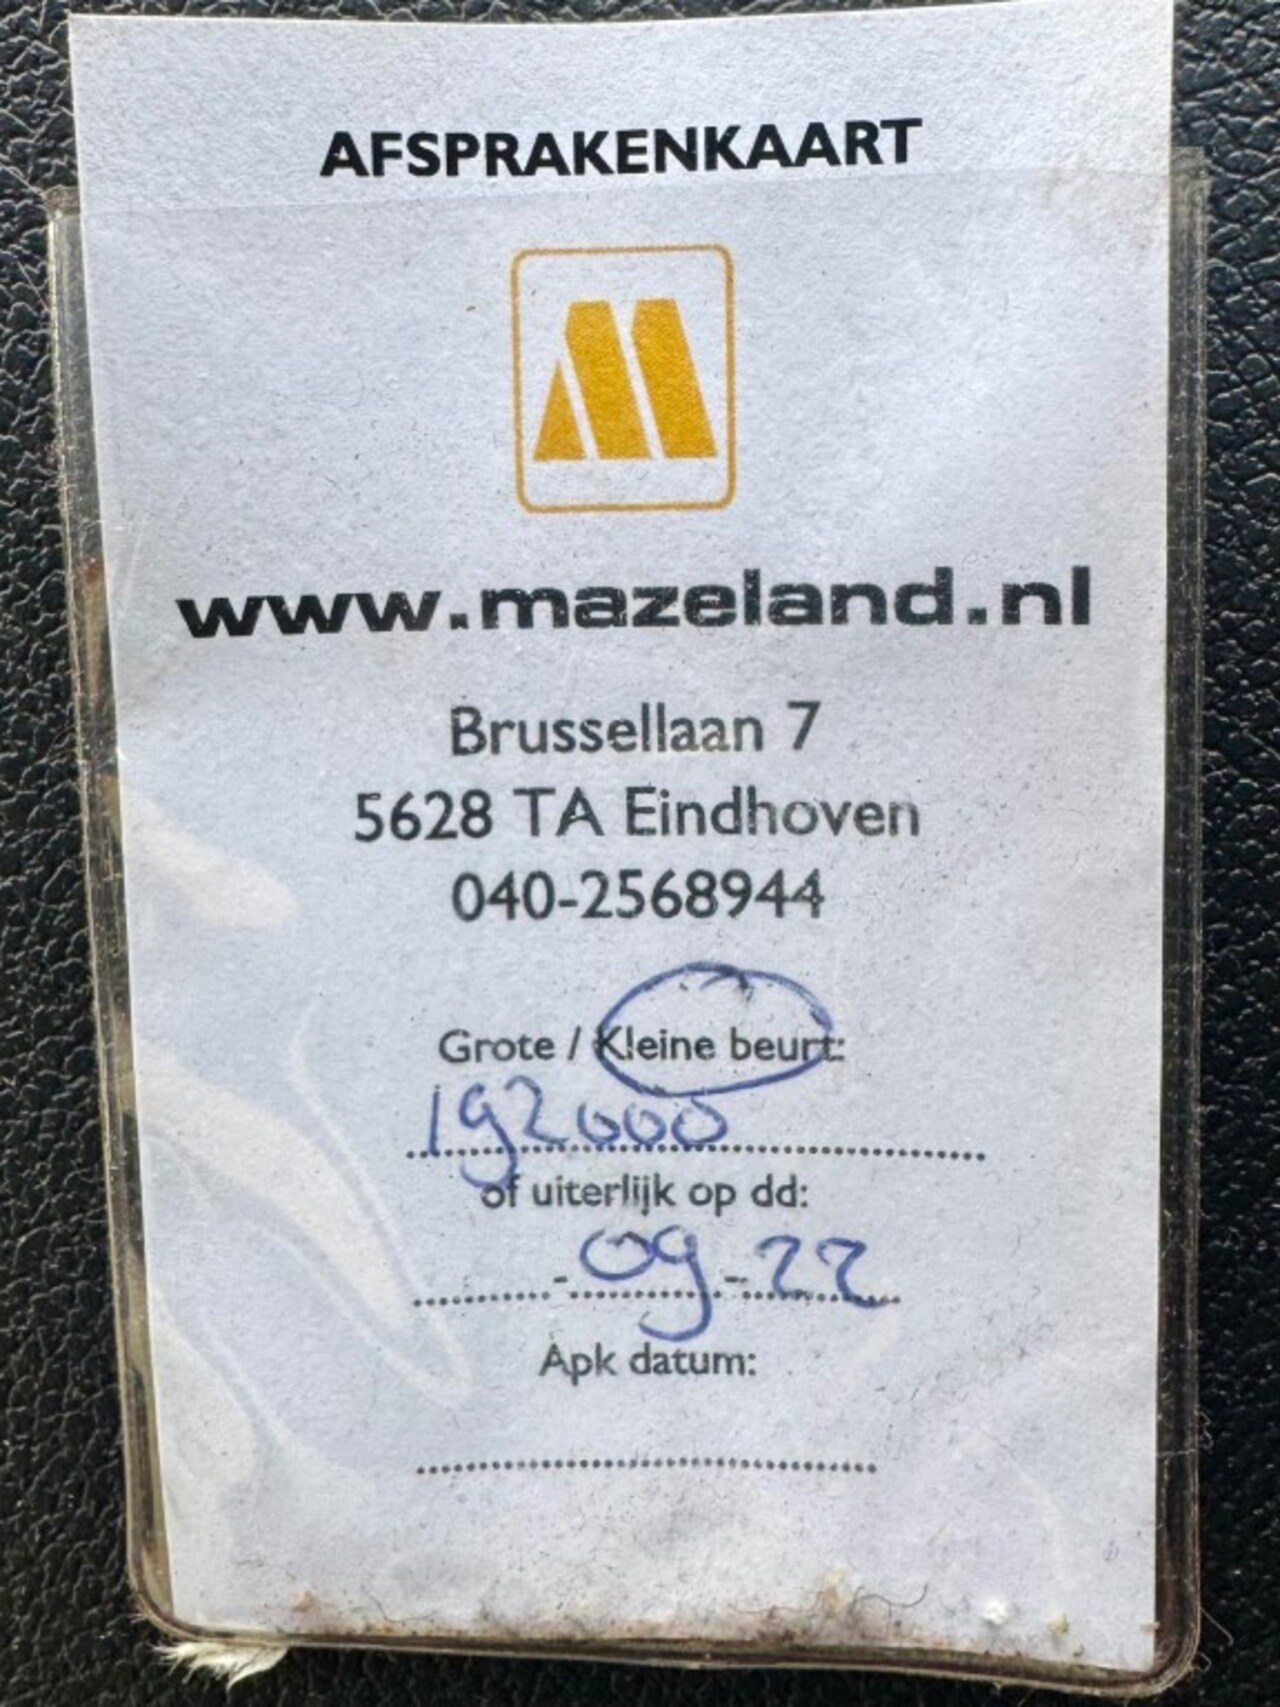 AFSPRAKENKAART
www.mazeland.nl
Brussellaan 7
5628 TA Eindhoven
040-2568944
Grote / Kleine beurt:
192000
of uiterlijk op dd:
-09-22
Apk datum: